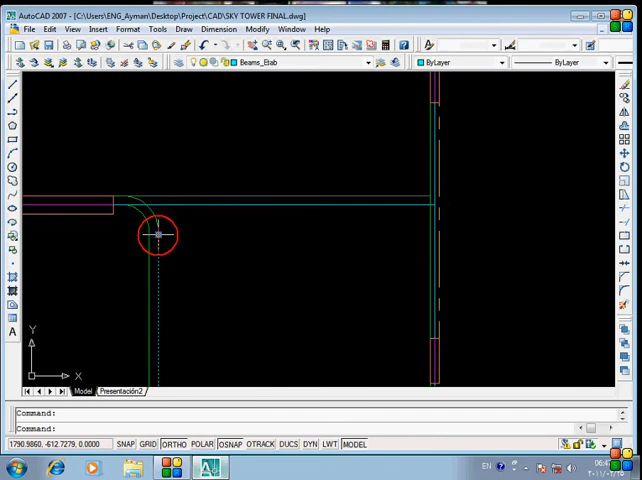 AutoCAD 2007 - [C:\Users\ENG_Ayman\Desktop\Project\CAD\SKY TOWER FINAL.dwg]
File Edit View Insert Format Tools Draw Dimension Modify Window Help
Beams_Etab ByLayer ByLayer
Y
X
Model Presentación2
Command:
Command:
1790.9860, -612.7279, 0.0000 SNAP GRID ORTHO POLAR OSNAP OTRACK DUCS DYN LWT MODEL
EN